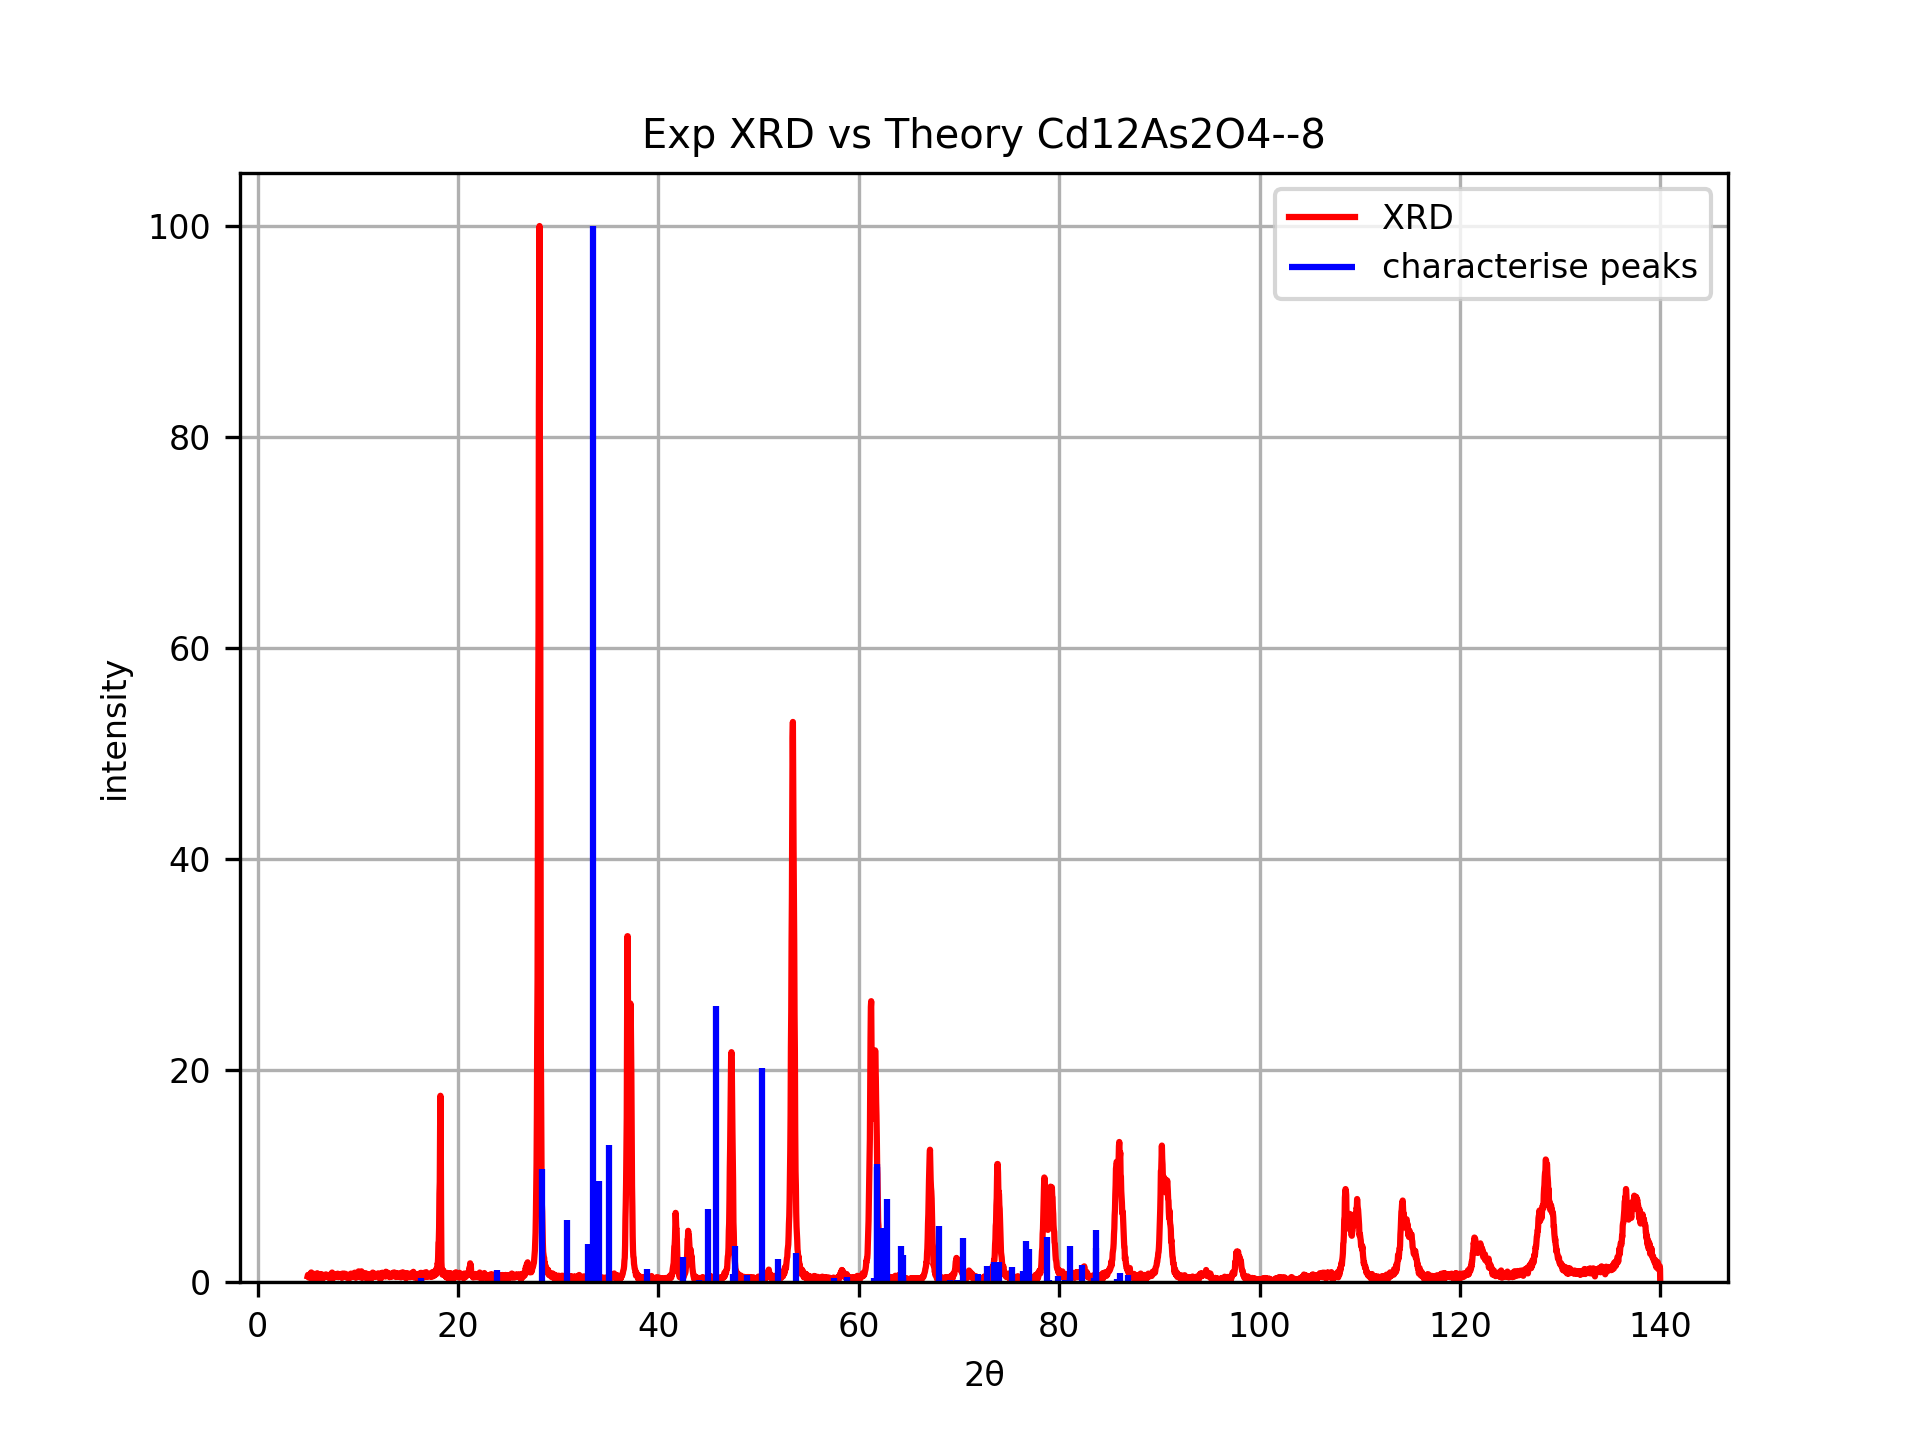 Exp XRD vs Theory Cd12As2O4--8
XRD
characterise peaks
100
80
60
40
20
0
intensity
0 20 40 60 80 100 120 140
2θ